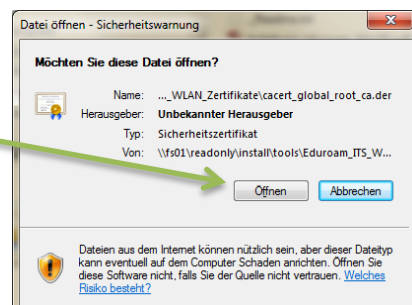 Datei öffnen - Sicherheitswarnung
Möchten Sie diese Datei öffnen?
Name: ..._WLAN_Zertifikate\cacert_global_root_ca.der
Herausgeber: Unbekannter Herausgeber
Typ: Sicherheitszertifikat
Von: \\fs01\readonly\install\tools\Eduroam_ITS_W...
Öffnen Abbrechen
Dateien aus dem Internet können nützlich sein, aber dieser Dateityp
kann eventuell auf dem Computer Schaden anrichten. Öffnen Sie
diese Software nicht, falls Sie der Quelle nicht vertrauen. Welches
Risiko besteht?